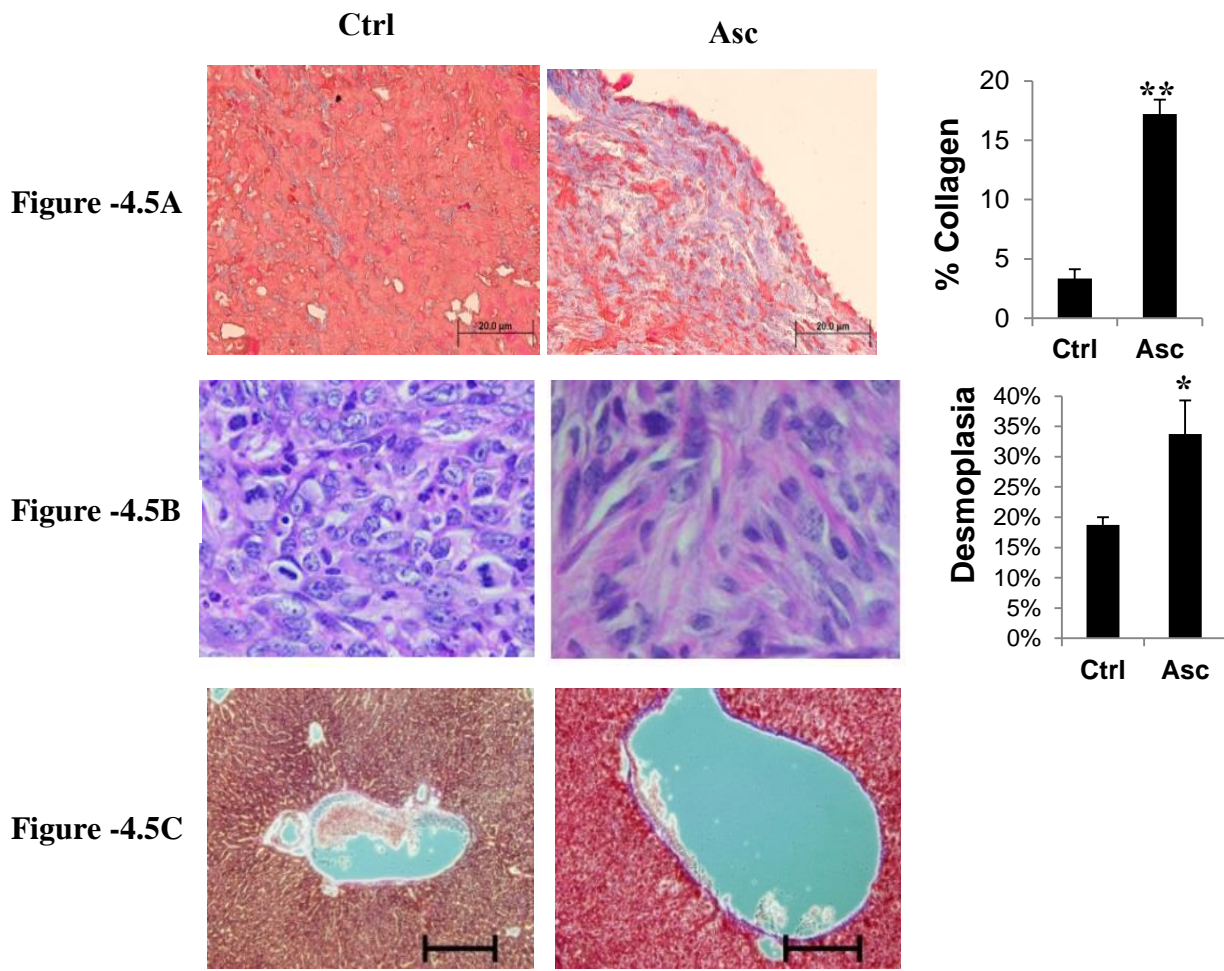 Ctrl
Asc
Figure -4.5A
20.0 µm
20.0 µm
% Collagen
20
15
10
5
0
**
Ctrl
Asc
Figure -4.5B
Desmoplasia
40%
35%
30%
25%
20%
15%
10%
5%
0%
*
Ctrl
Asc
Figure -4.5C